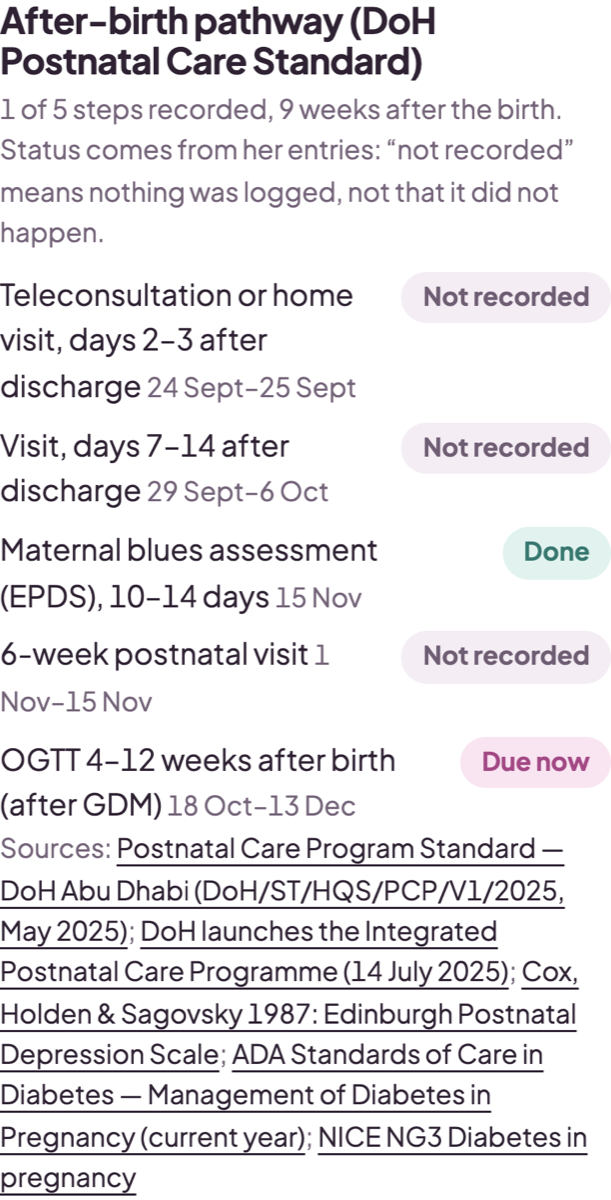 After-birth pathway (DoH
Postnatal Care Standard)
1 of 5 steps recorded, 9 weeks after the birth.
Status comes from her entries: “not recorded”
means nothing was logged, not that it did not
happen.
Teleconsultation or home
visit, days 2–3 after
discharge 24 Sept–25 Sept
Not recorded
Visit, days 7–14 after
discharge 29 Sept–6 Oct
Not recorded
Maternal blues assessment
(EPDS), 10–14 days 15 Nov
Done
6-week postnatal visit 1
Nov–15 Nov
Not recorded
OGTT 4–12 weeks after birth
(after GDM) 18 Oct–13 Dec
Due now
Sources: Postnatal Care Program Standard —
DoH Abu Dhabi (DoH/ST/HQS/PCP/V1/2025,
May 2025); DoH launches the Integrated
Postnatal Care Programme (14 July 2025); Cox,
Holden & Sagovsky 1987: Edinburgh Postnatal
Depression Scale; ADA Standards of Care in
Diabetes — Management of Diabetes in
Pregnancy (current year); NICE NG3 Diabetes in
pregnancy